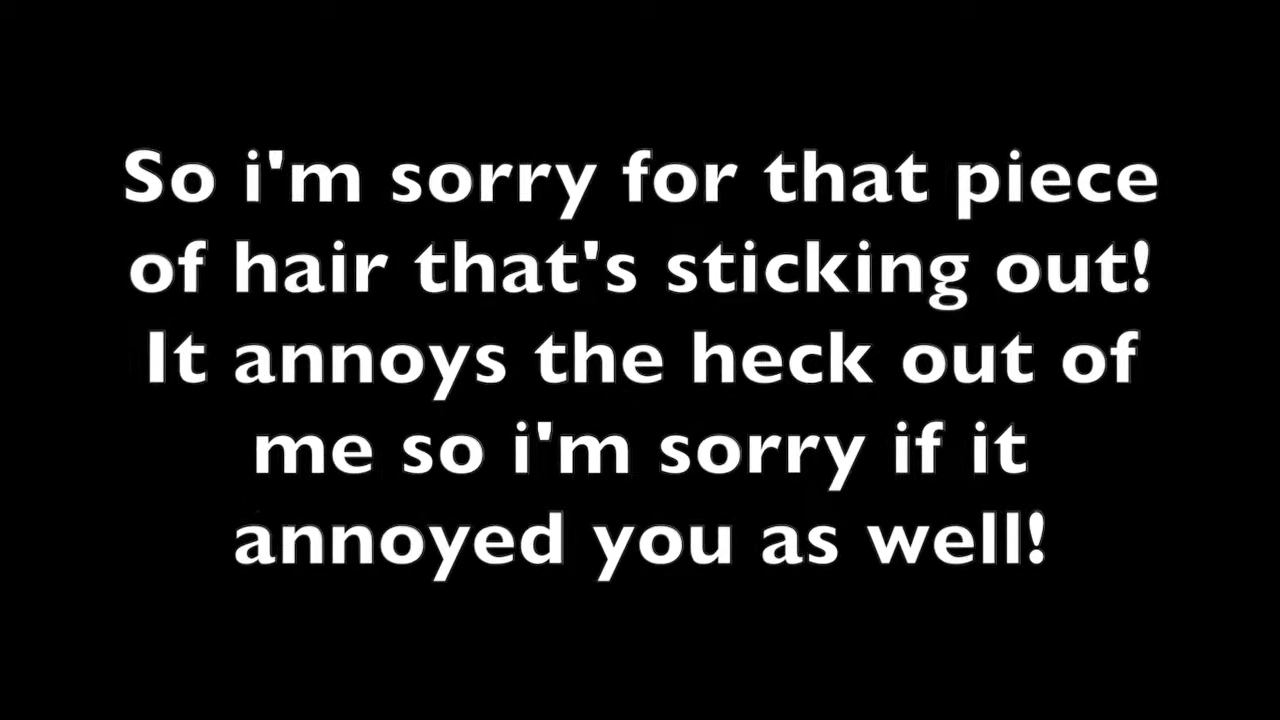 So i'm sorry for that piece
of hair that's sticking out!
It annoys the heck out of
me so i'm sorry if it
annoyed you as well!